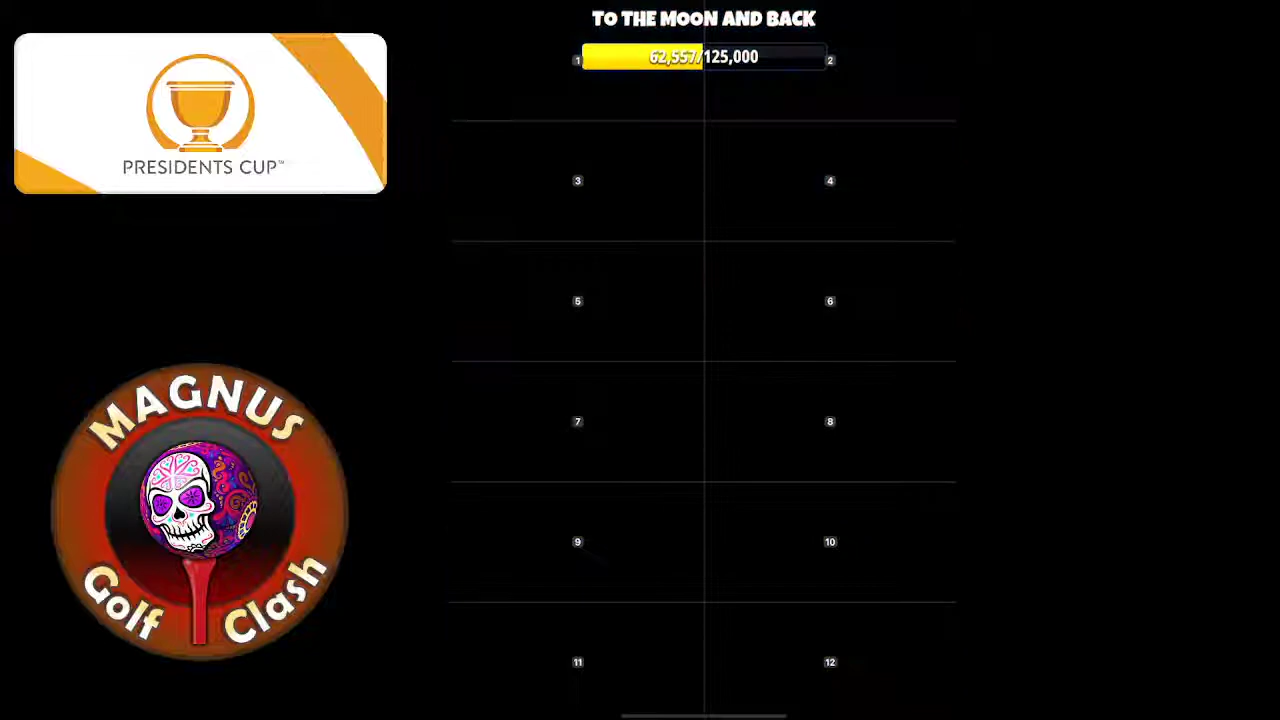 TO THE MOON AND BACK
62,557/125,000
PRESIDENTS CUP™
MAGNUS
Golf Clash
1 2
3 4
5 6
7 8
9 10
11 12